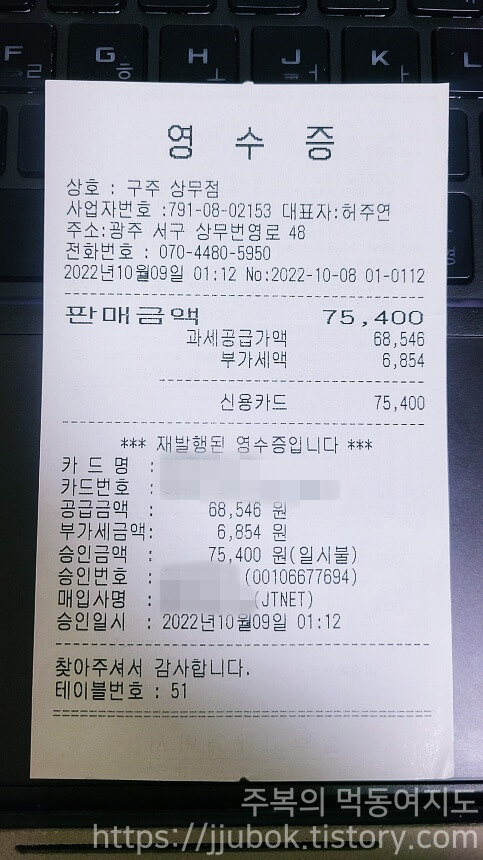 F ㄹ G ㅎ H ㅗ J ㅓ K ㅏ L
영 수 증
상호 : 구주 상무점
사업자번호 :791-08-02153 대표자:허주연
주소:광주 서구 상무번영로 48
전화번호 : 070-4480-5950
2022년10월09일 01:12 No:2022-10-08 01-0112
판매금액 75,400
과세공급가액 68,546
부가세액 6,854
신용카드 75,400
*** 재발행된 영수증입니다 ***
카 드 명 :
카드번호 :
공급금액 : 68,546 원
부가세금액: 6,854 원
승인금액 : 75,400 원(일시불)
승인번호 : (00106677694)
매입사명 : (JTNET)
승인일시 : 2022년10월09일 01:12
찾아주셔서 감사합니다.
테이블번호 : 51
주복의 먹동여지도
https://jjubok.tistory.com